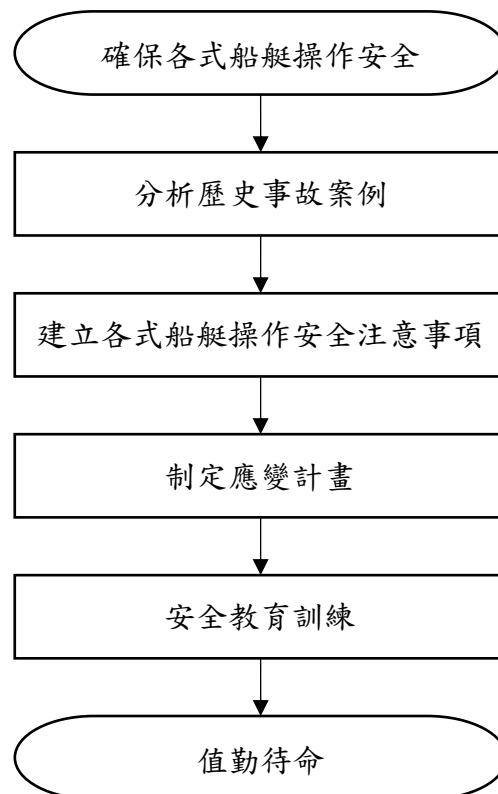 確保各式船艇操作安全
分析歷史事故案例
建立各式船艇操作安全注意事項
制定應變計畫
安全教育訓練
值勤待命